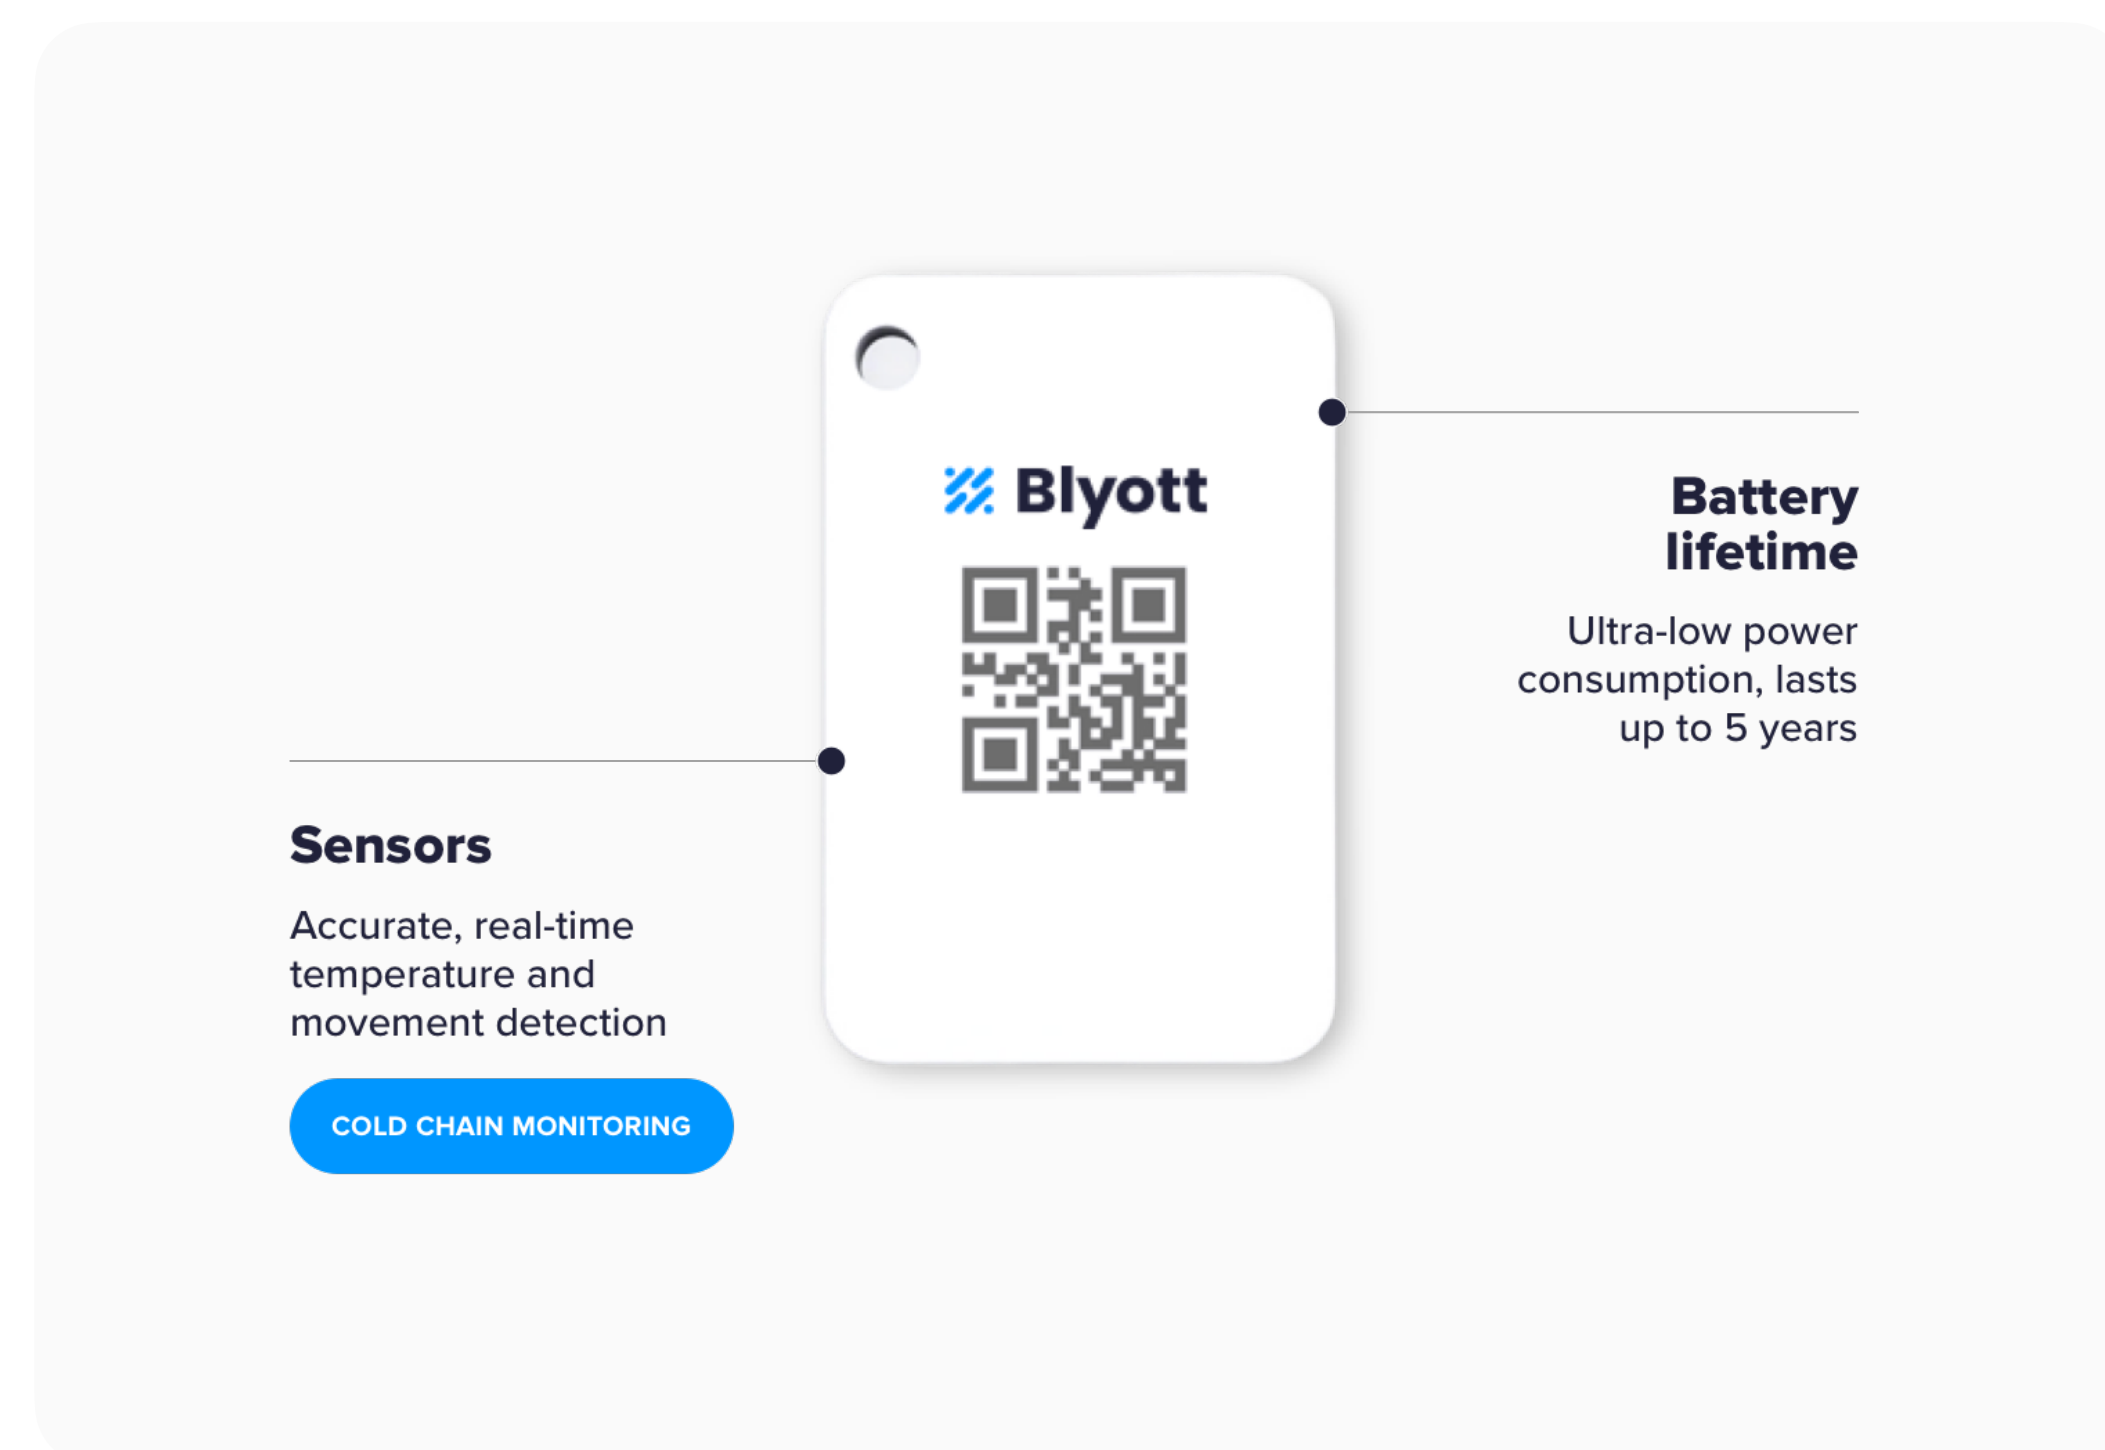 Blyott
Battery
lifetime
Ultra-low power
consumption, lasts
up to 5 years
Sensors
Accurate, real-time
temperature and
movement detection
COLD CHAIN MONITORING